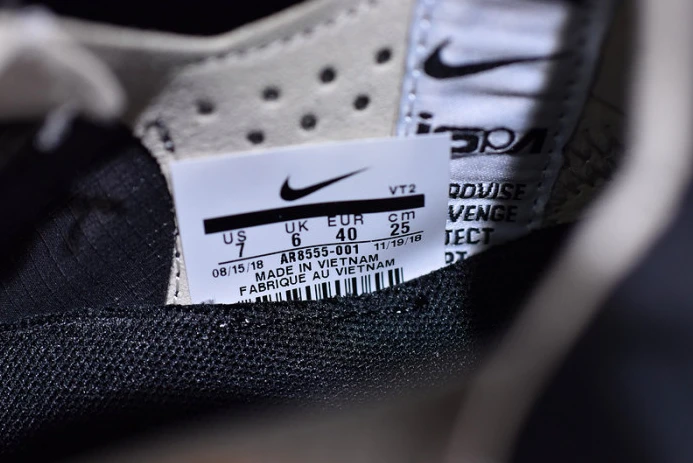 VT2
US UK EUR cm
7 6 40 25
08/15/18 AR8555-001 11/19/18
MADE IN VIETNAM
FABRIQUE AU VIETNAM
VENGE